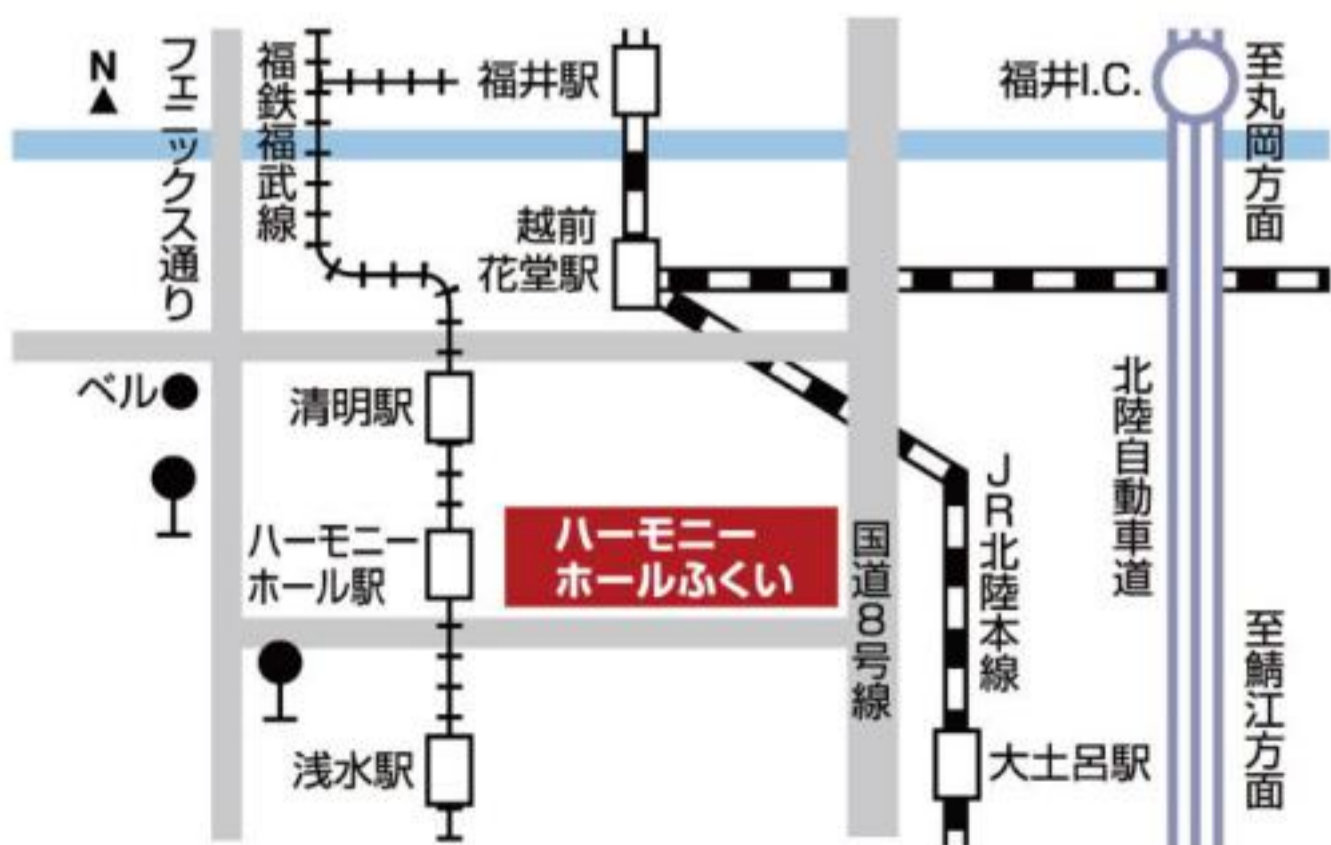 N
フェニックス通り
福鉄福武線
福井駅
福井I.C.
至丸岡方面
越前
花堂駅
ベル
清明駅
北陸自動車道
JR北陸本線
ハーモニー
ホール駅
ハーモニー
ホールふくい
国道8号線
至鯖江方面
浅水駅
大土呂駅